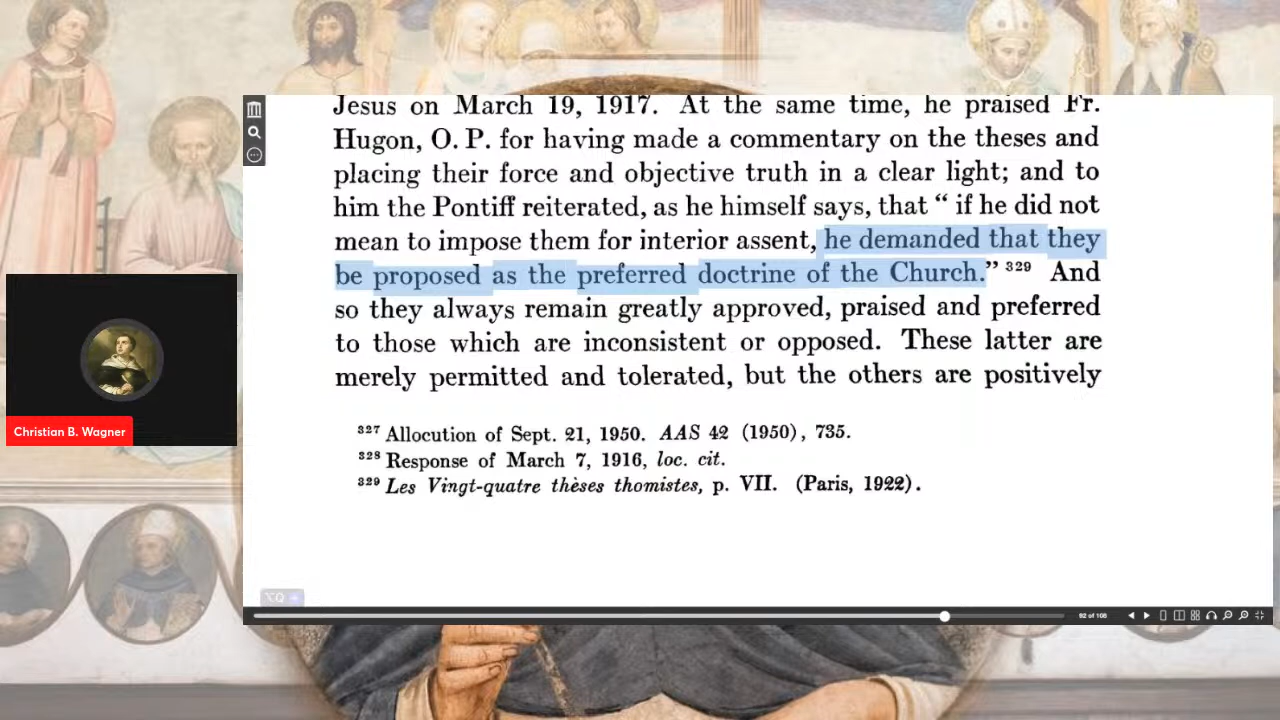 Jesus on March 19, 1917. At the same time, he praised Fr.
Hugon, O. P. for having made a commentary on the theses and
placing their force and objective truth in a clear light; and to
him the Pontiff reiterated, as he himself says, that “ if he did not
mean to impose them for interior assent, he demanded that they
be proposed as the preferred doctrine of the Church.” 329 And
so they always remain greatly approved, praised and preferred
to those which are inconsistent or opposed. These latter are
merely permitted and tolerated, but the others are positively
327 Allocution of Sept. 21, 1950. AAS 42 (1950), 735.
328 Response of March 7, 1916, loc. cit.
329 Les Vingt-quatre thèses thomistes, p. VII. (Paris, 1922).
Christian B. Wagner
92 of 108